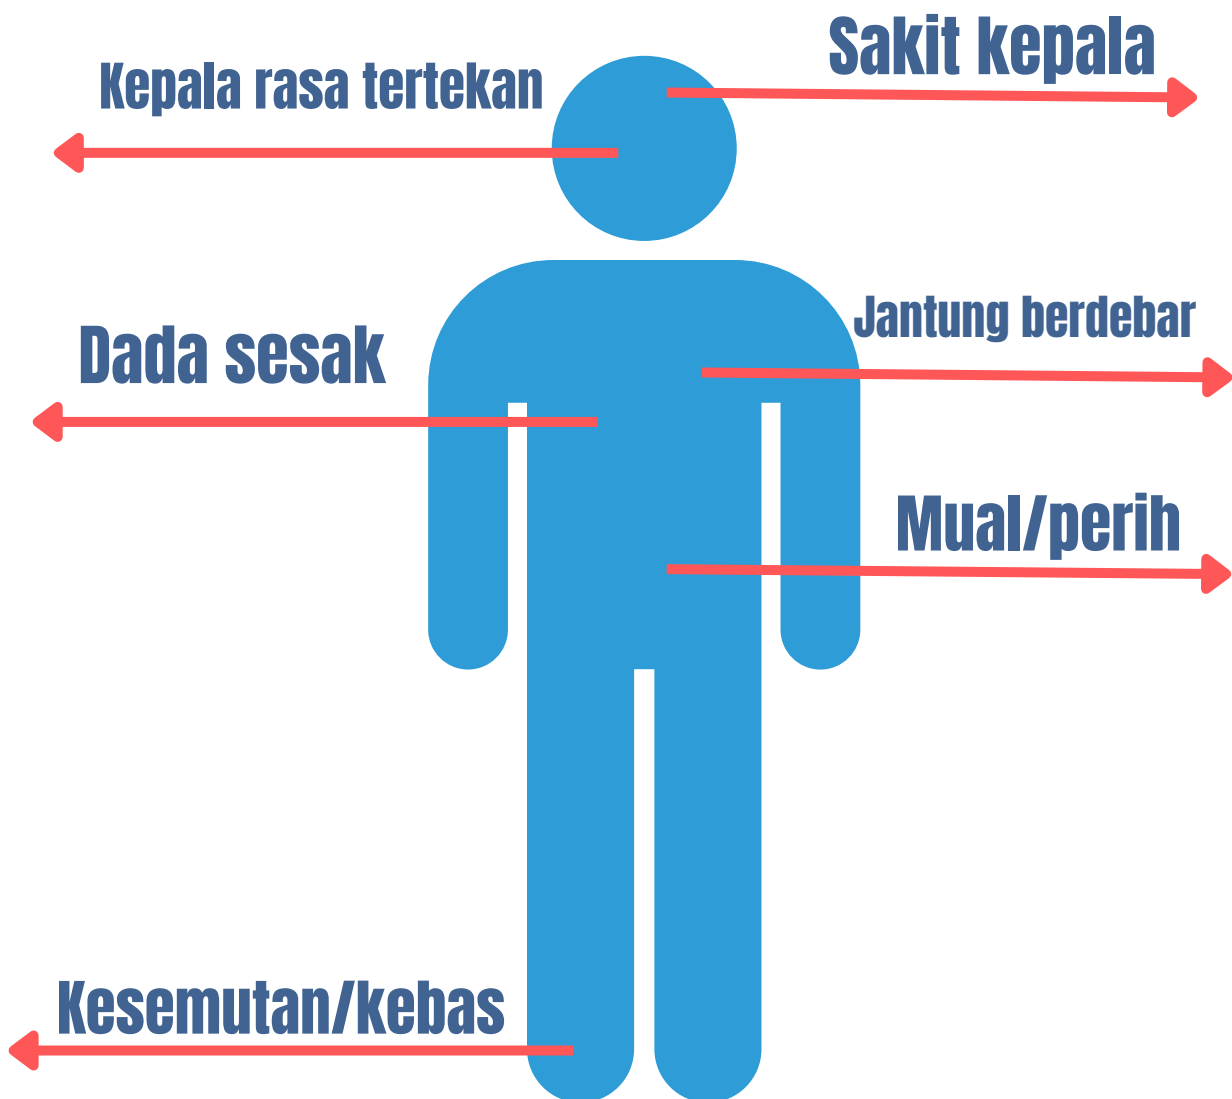 Sakit kepala
Kepala rasa tertekan
Jantung berdebar
Dada sesak
Mual/perih
Kesemutan/kebas